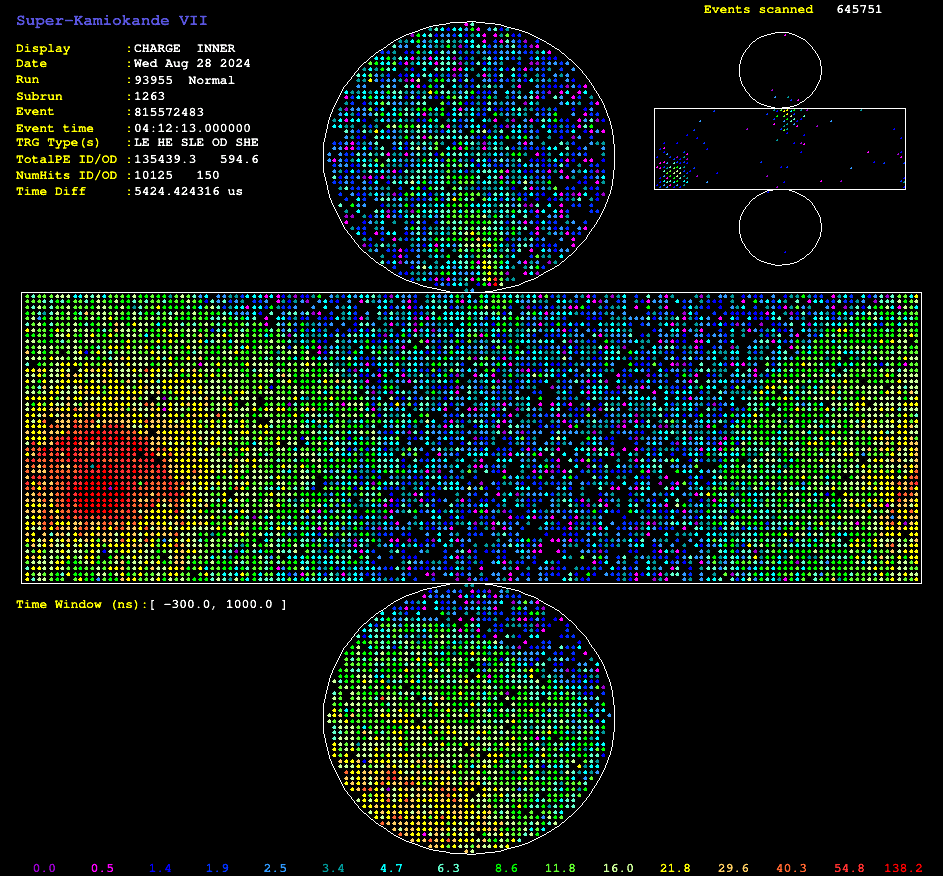 Super-Kamiokande VII
Events scanned 645751
Display :CHARGE INNER
Date :Wed Aug 28 2024
Run :93955 Normal
Subrun :1263
Event :815572483
Event time :04:12:13.000000
TRG Type(s) :LE HE SLE OD SHE
TotalPE ID/OD :135439.3 594.6
NumHits ID/OD :10125 150
Time Diff :5424.424316 us
Time Window (ns):[ −300.0, 1000.0 ]
0.0 0.5 1.4 1.9 2.5 3.4 4.7 6.3 8.6 11.8 16.0 21.8 29.6 40.3 54.8 138.2